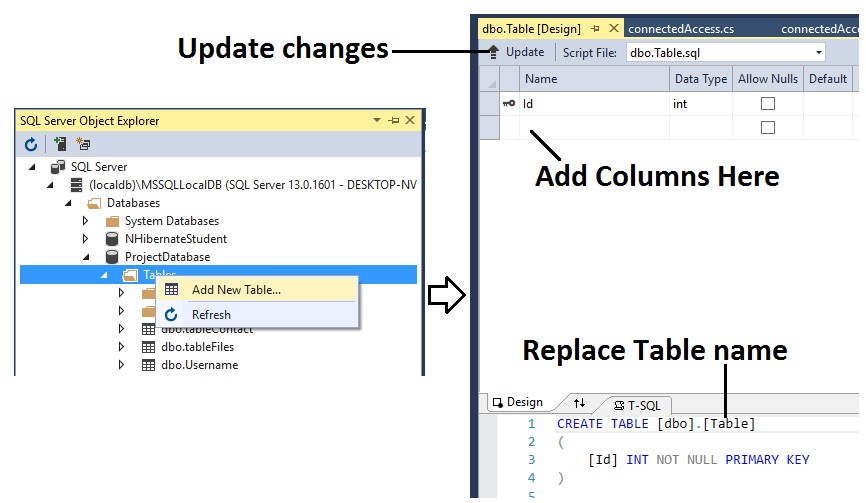 Update changes
dbo.Table [Design]
connectedAccess.cs
connectedAcce
Update
Script File:
dbo.Table.sql
Name
Data Type
Allow Nulls
Default
Id
int
Add Columns Here
SQL Server Object Explorer
SQL Server
(localdb)\MSSQLLocalDB (SQL Server 13.0.1601 - DESKTOP-NV
Databases
System Databases
NHibernateStudent
ProjectDatabase
Tables
Add New Table...
Refresh
dbo.tableContact
dbo.tableFiles
dbo.Username
Replace Table name
Design
T-SQL
1 CREATE TABLE [dbo].[Table]
2 (
3 [Id] INT NOT NULL PRIMARY KEY
4 )
5